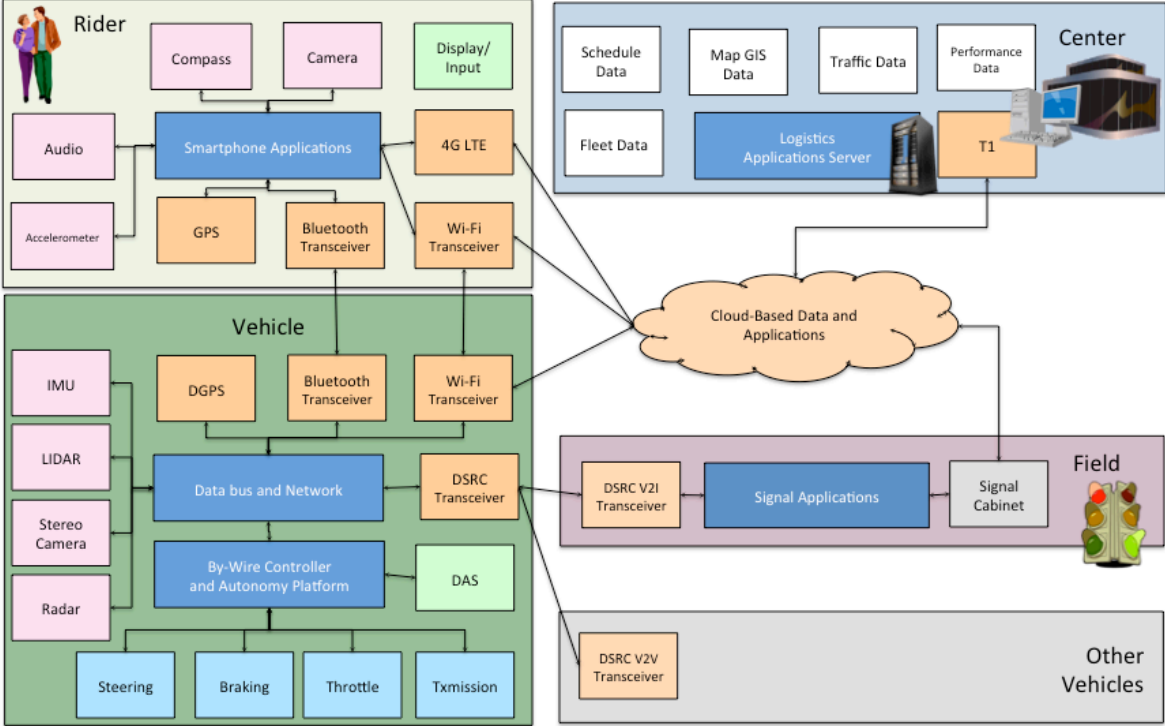 Rider
Compass
Camera
Display/
Input
Audio
Smartphone Applications
4G LTE
Accelerometer
GPS
Bluetooth
Transceiver
Wi-Fi
Transceiver
Center
Schedule
Data
Map GIS
Data
Traffic Data
Performance
Data
Fleet Data
Logistics
Applications Server
T1
Cloud-Based Data and
Applications
Vehicle
IMU
DGPS
Bluetooth
Transceiver
Wi-Fi
Transceiver
LIDAR
Data bus and Network
DSRC
Transceiver
Stereo
Camera
By-Wire Controller
and Autonomy Platform
DAS
Radar
Steering
Braking
Throttle
Txmission
Field
DSRC V2I
Transceiver
Signal Applications
Signal
Cabinet
DSRC V2V
Transceiver
Other
Vehicles